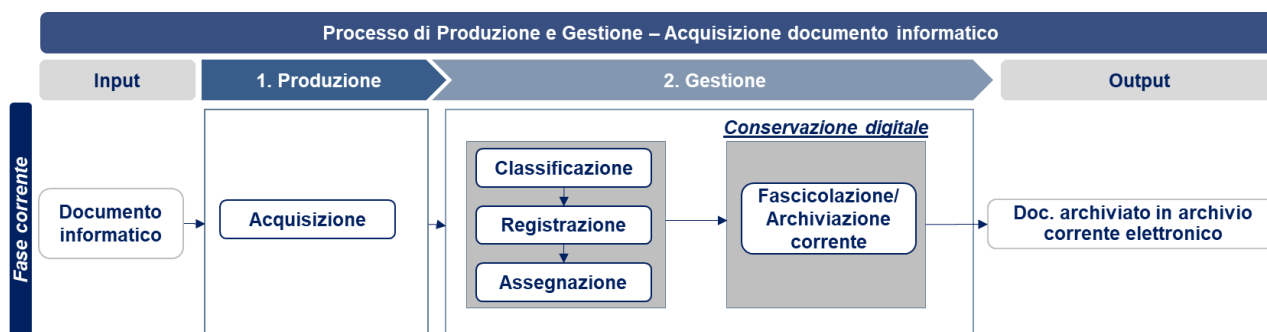 Processo di Produzione e Gestione – Acquisizione documento informatico
Input
1. Produzione
2. Gestione
Output
Fase corrente
Documento
informatico
Acquisizione
Classificazione
Registrazione
Assegnazione
Conservazione digitale
Fascicolazione/
Archiviazione
corrente
Doc. archiviato in archivio
corrente elettronico